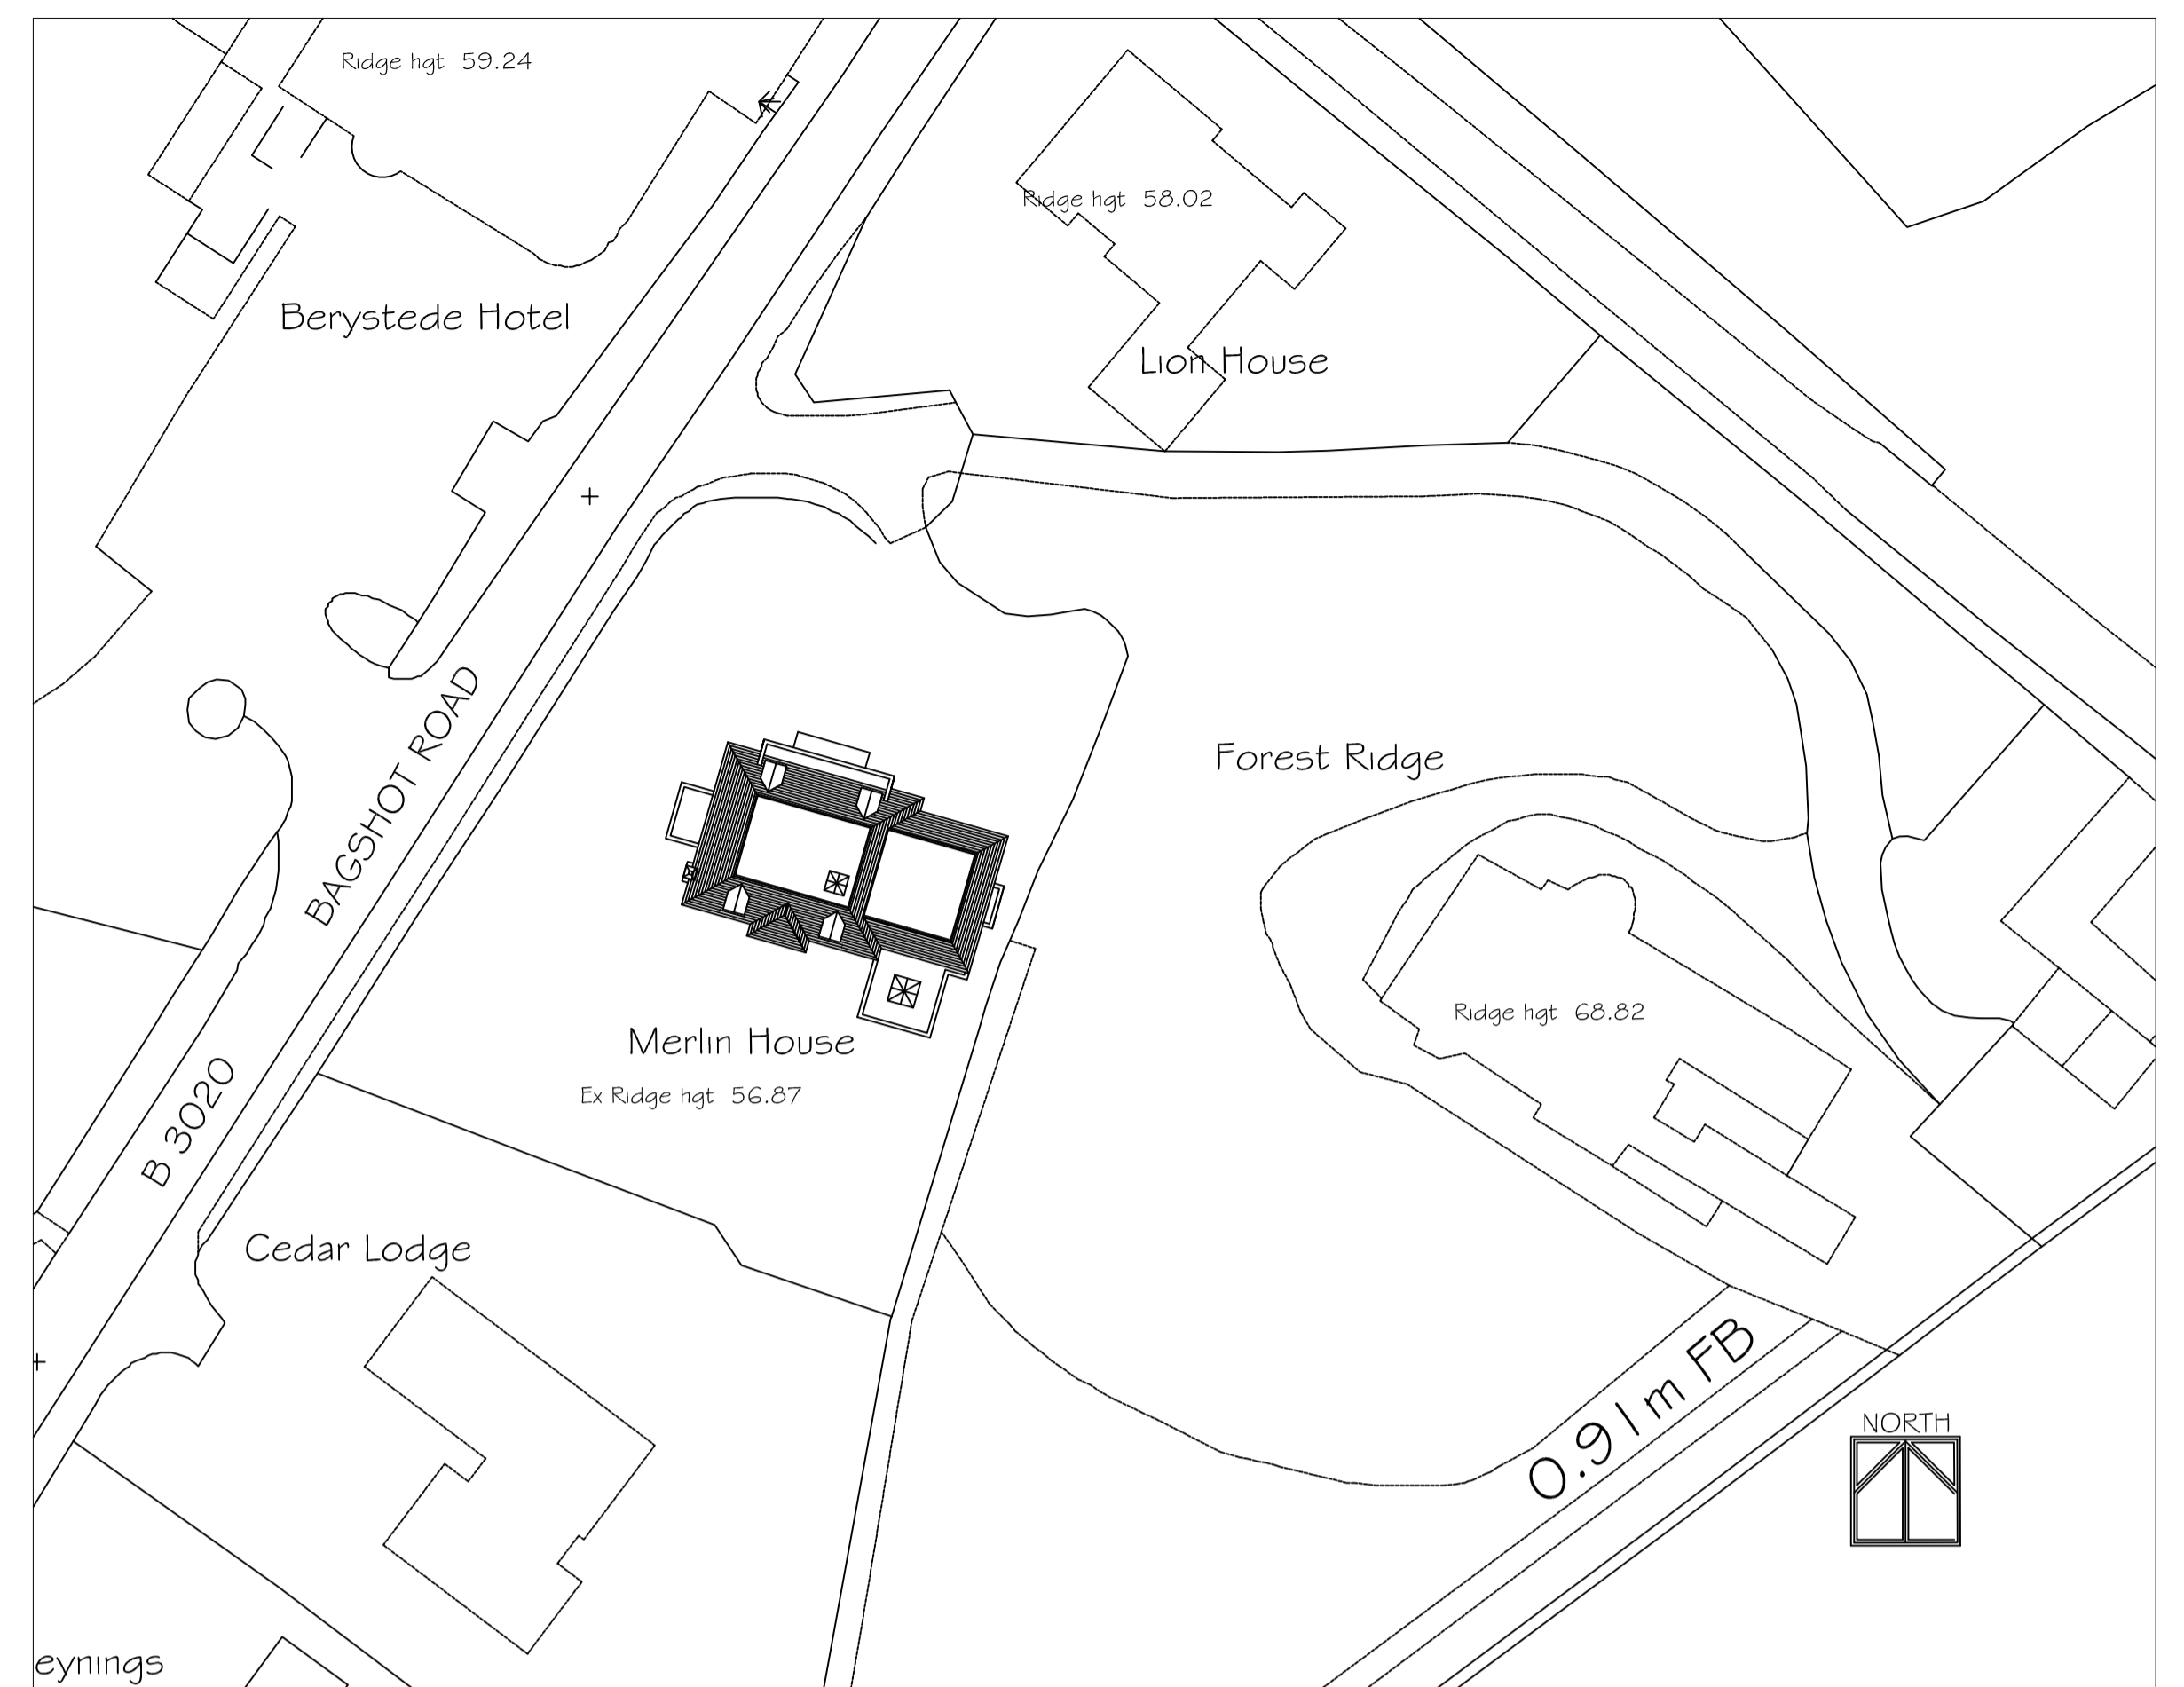 Ridge hgt 59.24
Ridge hgt 58.02
Berystede Hotel
Lion House
BAGSHOT ROAD
Forest Ridge
Ridge hgt 68.82
Merlin House
Ex Ridge hgt 56.87
B 3020
Cedar Lodge
0.91m FB
NORTH
eynings